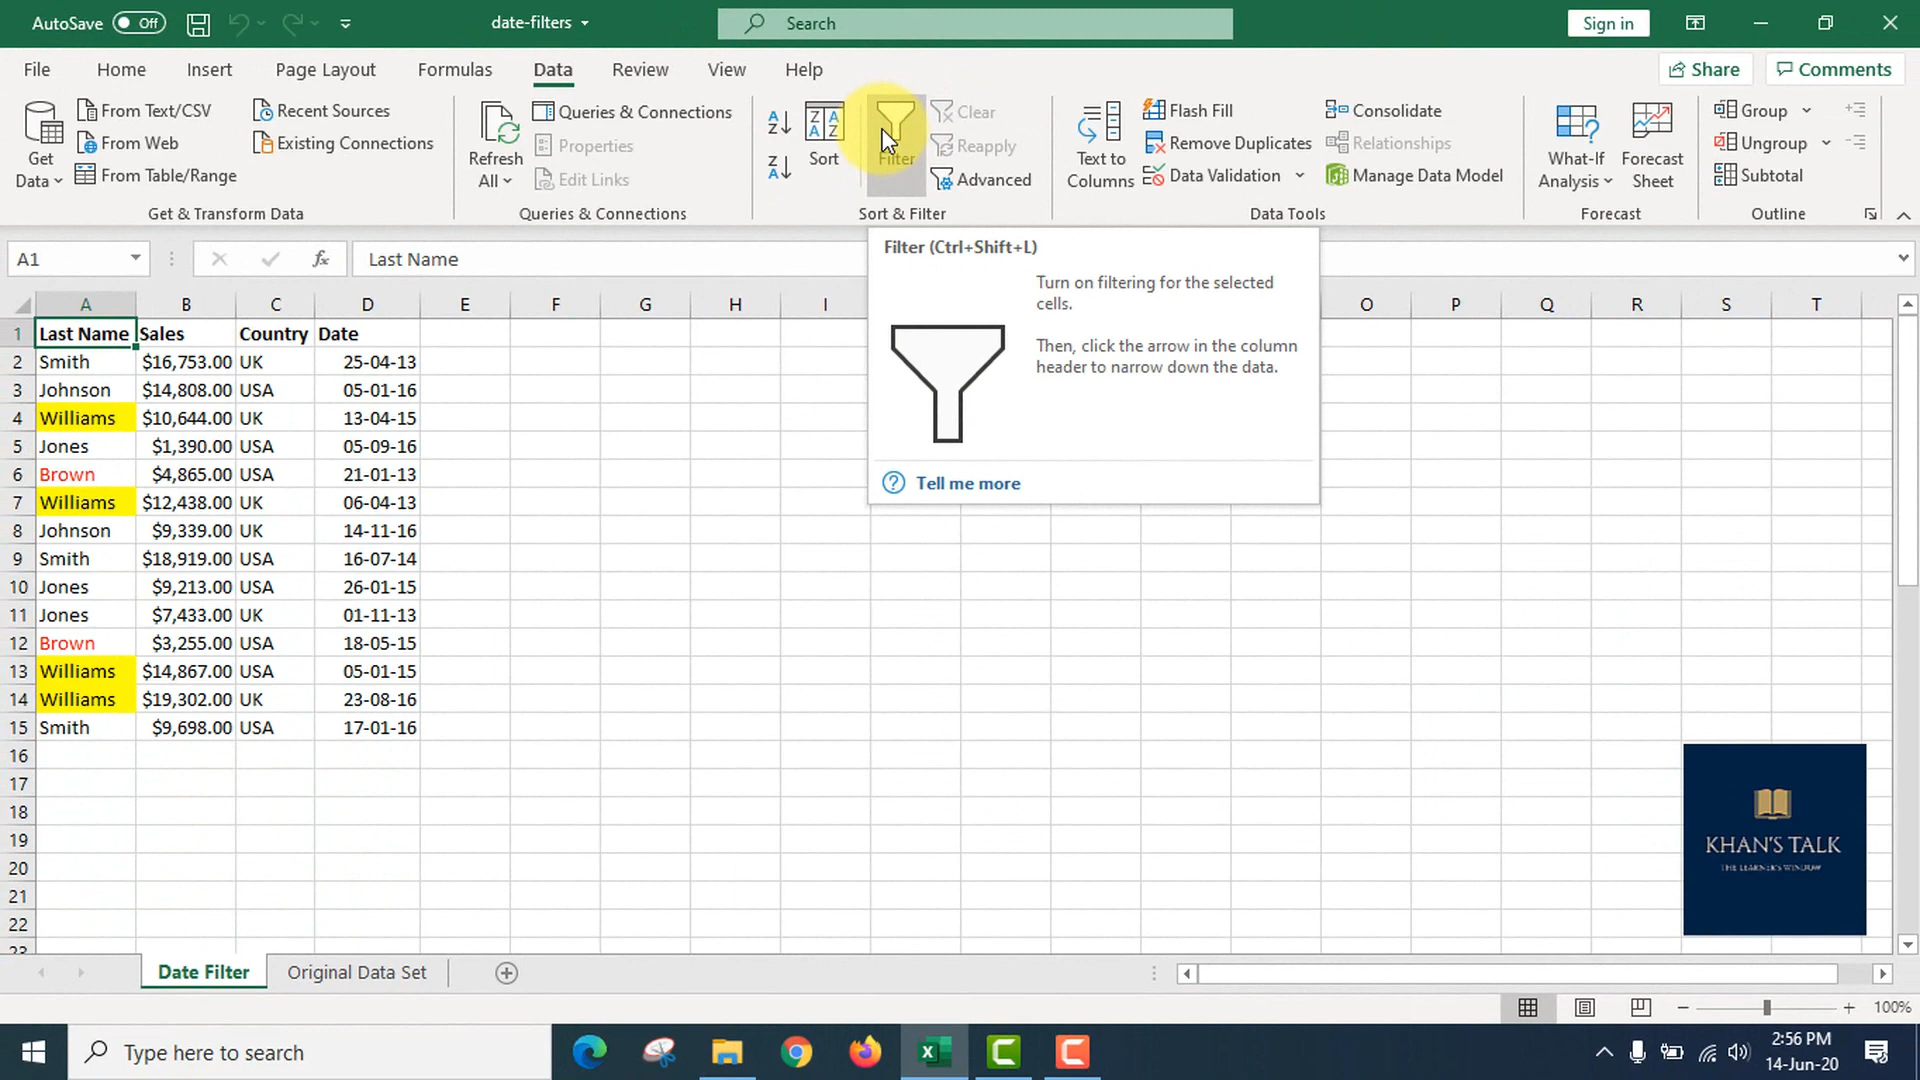 AutoSave Off date-filters Search Sign in
File Home Insert Page Layout Formulas Data Review View Help Share Comments
Get Data From Text/CSV From Web From Table/Range Recent Sources Existing Connections
Get & Transform Data
Refresh All Queries & Connections Properties Edit Links
Queries & Connections
Sort Filter Clear Reapply Advanced
Sort & Filter
Text to Columns Flash Fill Remove Duplicates Data Validation Consolidate Relationships Manage Data Model
Data Tools
What-If Analysis Forecast Sheet
Forecast
Group Ungroup Subtotal
Outline
A1 fx Last Name
Filter (Ctrl+Shift+L)
Turn on filtering for the selected
cells.
Then, click the arrow in the column
header to narrow down the data.
Tell me more
A B C D E F G H I O P Q R S T
1 Last Name Sales Country Date
2 Smith $16,753.00 UK 25-04-13
3 Johnson $14,808.00 USA 05-01-16
4 Williams $10,644.00 UK 13-04-15
5 Jones $1,390.00 USA 05-09-16
6 Brown $4,865.00 USA 21-01-13
7 Williams $12,438.00 UK 06-04-13
8 Johnson $9,339.00 UK 14-11-16
9 Smith $18,919.00 USA 16-07-14
10 Jones $9,213.00 USA 26-01-15
11 Jones $7,433.00 UK 01-11-13
12 Brown $3,255.00 USA 18-05-15
13 Williams $14,867.00 USA 05-01-15
14 Williams $19,302.00 UK 23-08-16
15 Smith $9,698.00 USA 17-01-16
16
17
18
19
20
21
22
23
KHAN'S TALK
THE LEARNER'S WINDOW
Date Filter Original Data Set
100%
Type here to search
2:56 PM
14-Jun-20